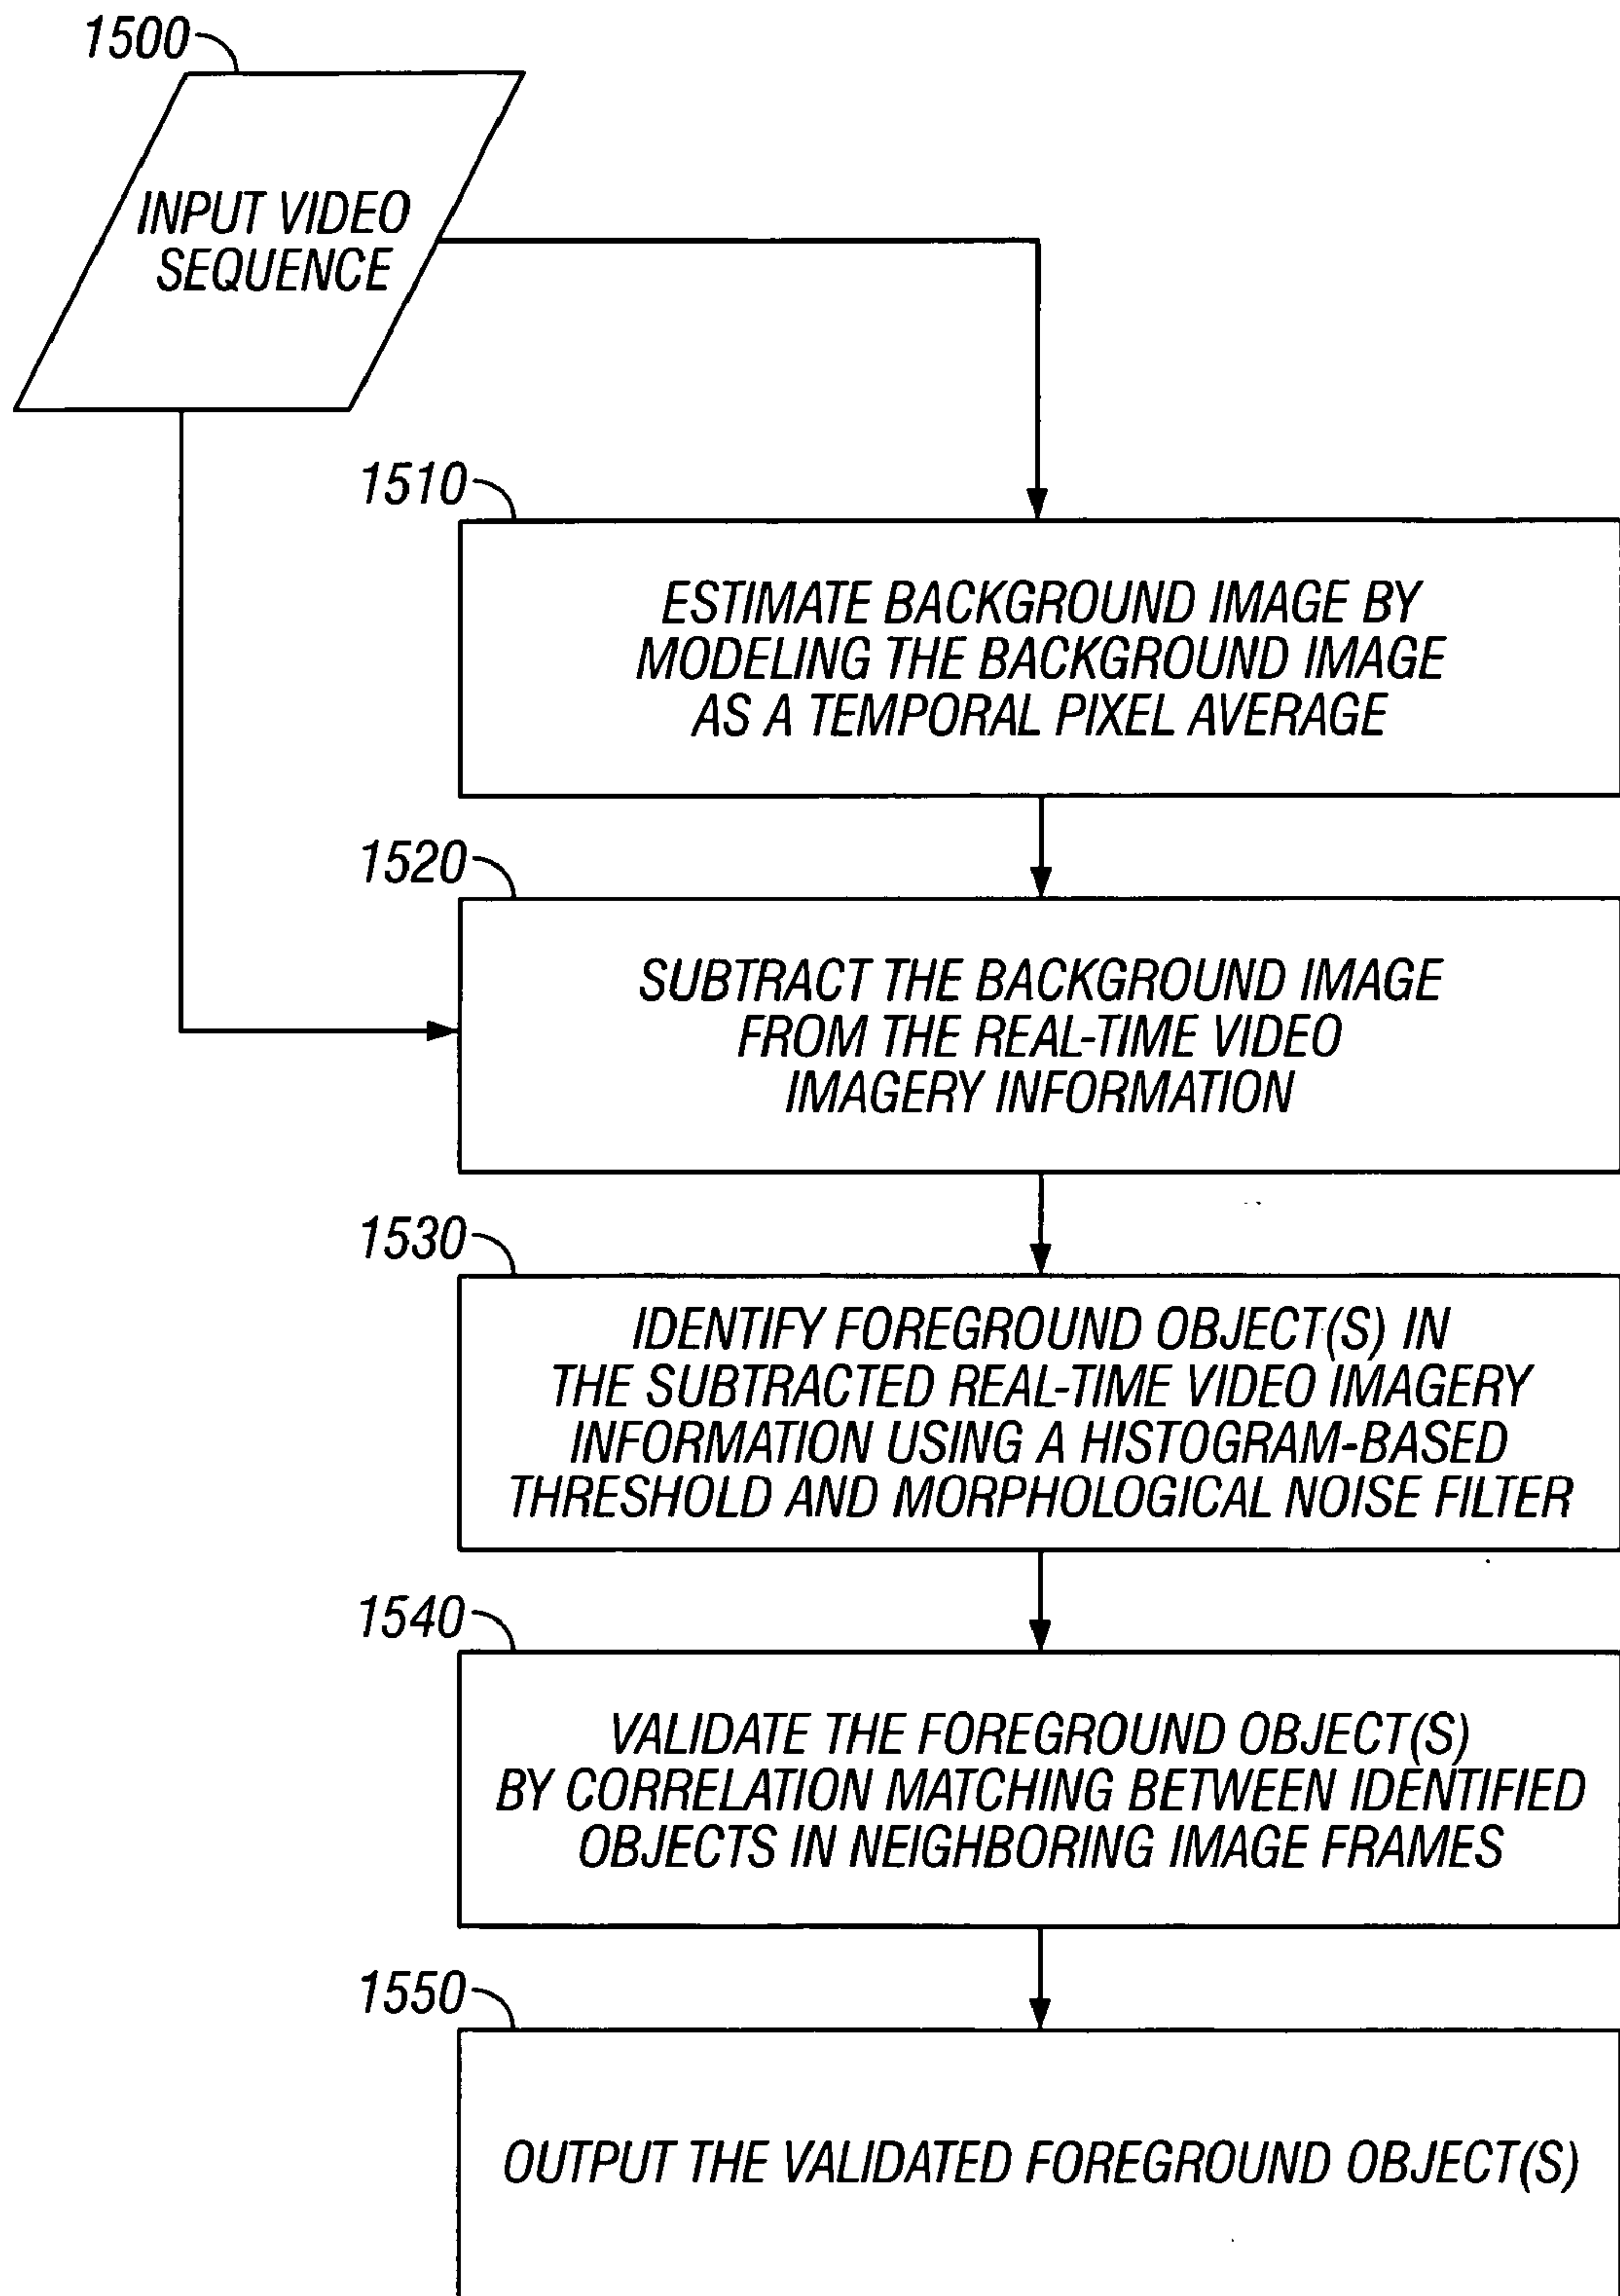 1500
INPUT VIDEO
SEQUENCE
1510
ESTIMATE BACKGROUND IMAGE BY
MODELING THE BACKGROUND IMAGE
AS A TEMPORAL PIXEL AVERAGE
1520
SUBTRACT THE BACKGROUND IMAGE
FROM THE REAL-TIME VIDEO
IMAGERY INFORMATION
1530
IDENTIFY FOREGROUND OBJECT(S) IN
THE SUBTRACTED REAL-TIME VIDEO IMAGERY
INFORMATION USING A HISTOGRAM-BASED
THRESHOLD AND MORPHOLOGICAL NOISE FILTER
1540
VALIDATE THE FOREGROUND OBJECT(S)
BY CORRELATION MATCHING BETWEEN IDENTIFIED
OBJECTS IN NEIGHBORING IMAGE FRAMES
1550
OUTPUT THE VALIDATED FOREGROUND OBJECT(S)